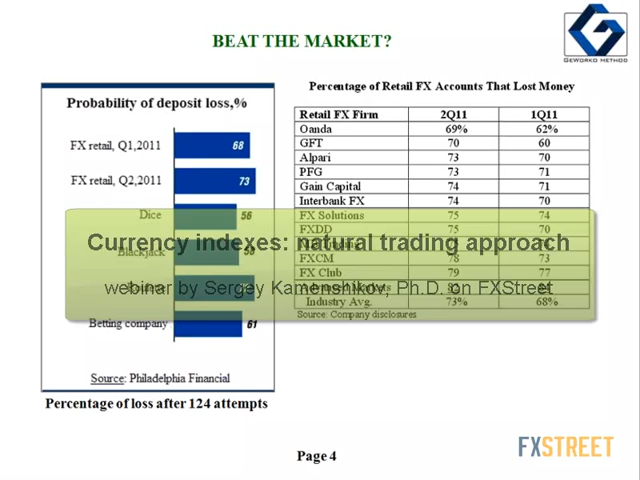 BEAT THE MARKET?
GEWORKO METHOD
Probability of deposit loss,%
FX retail, Q1,2011 68
FX retail, Q2,2011 73
Dice 56
Blackjack
Betting company 61
Source: Philadelphia Financial
Percentage of loss after 124 attempts
Percentage of Retail FX Accounts That Lost Money
Retail FX Firm 2Q11 1Q11
Oanda 69% 62%
GFT 70 60
Alpari 73 70
PFG 73 71
Gain Capital 74 71
Interbank FX 74 70
FX Solutions 75 74
FXDD 75 70
FXCM 78 73
FX Club 79 77
Advanced Markets
Industry Avg. 73% 68%
Source: Company disclosures
Currency indexes: natural trading approach
webinar by Sergey Kamenshikov, Ph.D. on FXStreet
Page 4
FXSTREET